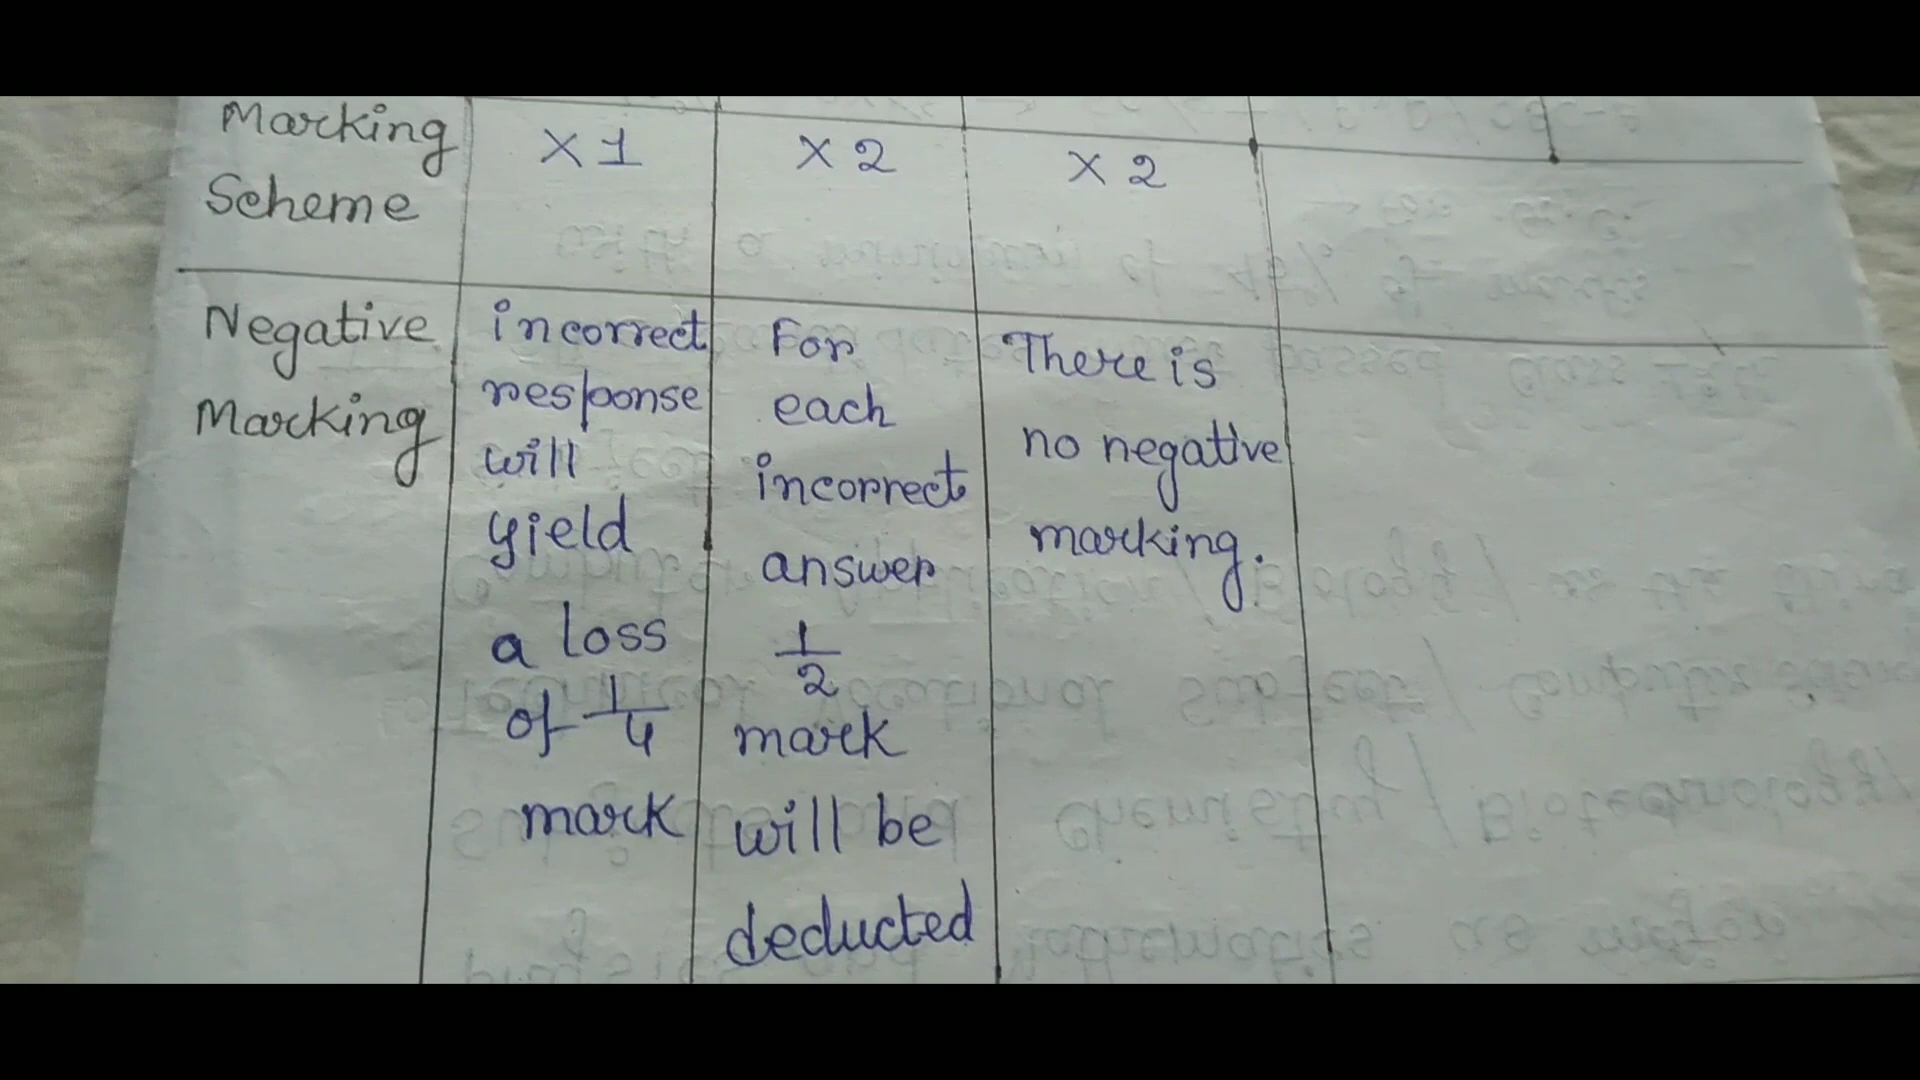 Marking
Scheme
X 1
X 2
X 2
Negative
Marking
incorrect
response
will
yield
a loss
of 1/4
mark
For
each
incorrect
answer
1/2
mark
will be
deducted
There is
no negative
marking.